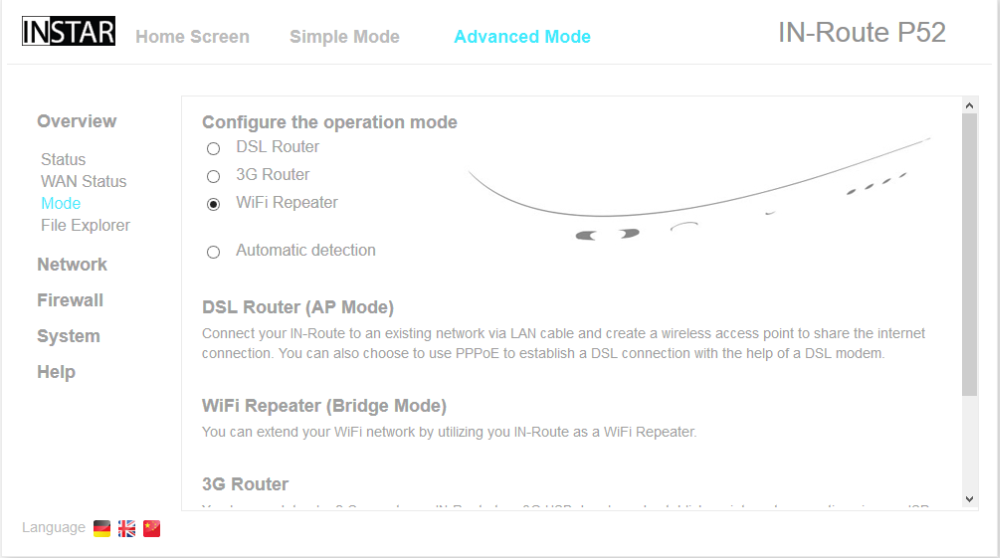 INSTAR Home Screen Simple Mode Advanced Mode IN-Route P52
Overview
Status
WAN Status
Mode
File Explorer
Network
Firewall
System
Help
Configure the operation mode
DSL Router
3G Router
WiFi Repeater
Automatic detection
DSL Router (AP Mode)
Connect your IN-Route to an existing network via LAN cable and create a wireless access point to share the internet
connection. You can also choose to use PPPoE to establish a DSL connection with the help of a DSL modem.
WiFi Repeater (Bridge Mode)
You can extend your WiFi network by utilizing you IN-Route as a WiFi Repeater.
3G Router
Language